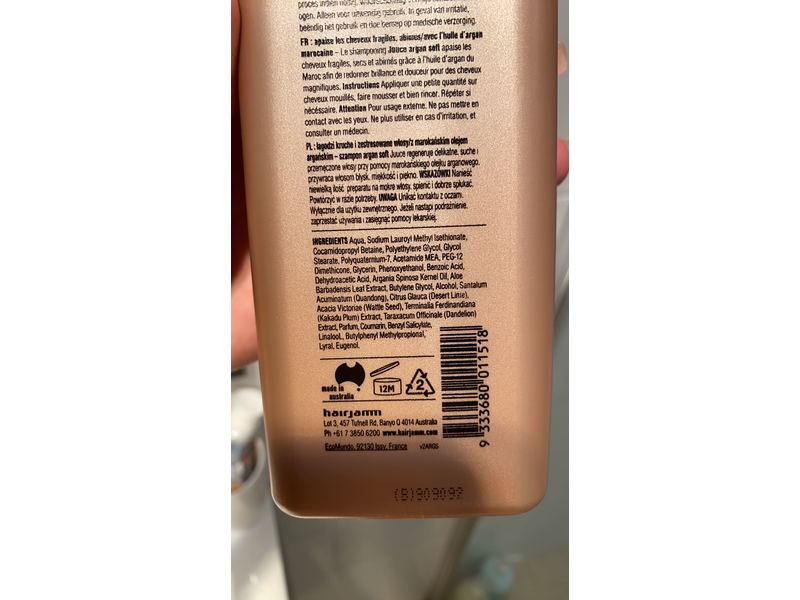 ogen. Alleen voor uitwendig gebruik. In geval van irritatie,
beëindig het gebruik en doe beroep op medische verzorging.
FR : apaise les cheveux fragiles, abîmés/avec l'huile d'argan
marocaine – Le shampooing Juuce argan soft apaise les
cheveux fragiles, secs et abimés grâce à l'huile d'argan du
Maroc afin de redonner brillance et douceur pour des cheveux
magnifiques. Instructions Appliquer une petite quantité sur
cheveux mouillés, faire mousser et bien rincer. Répéter si
nécessaire. Attention Pour usage externe. Ne pas mettre en
contact avec les yeux. Ne plus utiliser en cas d'irritation, et
consulter un médecin.
PL : łagodzi kruche i zestresowane włosy/z marokańskim olejem
argańskim – szampon argan soft Juuce regeneruje delikatne, suche i
przemęczone włosy przy pomocy marokańskiego olejku arganowego.
przywraca włosom błysk, miękkość i piękno. WSKAZÓWKI Nanieść
niewielką ilość preparatu na mokre włosy, spienić i dobrze spłukać.
Powtórzyć w razie potrzeby. UWAGA Unikać kontaktu z oczami.
Wyłącznie dla użytku zewnętrznego. Jeżeli nastąpi podrażnienie,
zaprzestać używania i zasięgnąć pomocy lekarskiej.
INGREDIENTS Aqua, Sodium Lauroyl Methyl Isethionate,
Cocamidopropyl Betaine, Polyethylene Glycol, Glycol
Stearate, Polyquaternium-7, Acetamide MEA, PEG-12
Dimethicone, Glycerin, Phenoxyethanol, Benzoic Acid,
Dehydroacetic Acid, Argania Spinosa Kernel Oil, Aloe
Barbadensis Leaf Extract, Butylene Glycol, Alcohol, Santalum
Acuminatum (Quandong), Citrus Glauca (Desert Lime),
Acacia Victoriae (Wattle Seed), Terminalia Ferdinandiana
(Kakadu Plum) Extract, Taraxacum Officinale (Dandelion)
Extract, Parfum, Coumarin, Benzyl Salicylate,
Linalool,. Butylphenyl Methylpropional,
Lyral, Eugenol.
made in
australia
12M
2
hairjamm
Lot 3, 457 Tufnell Rd, Banyo Q 4014 Australia
Ph +61 7 3850 6200 www.hairjamm.com
EcoMundo, 92130 Issy, France v2ARGS
9 333680 011518
(B)909092